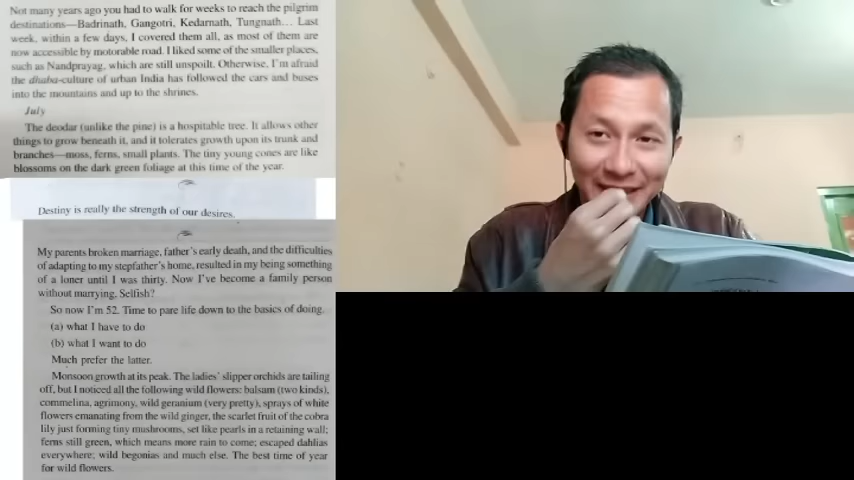 Not many years ago you had to walk for weeks to reach the pilgrim
destinations—Badrinath, Gangotri, Kedarnath, Tungnath... Last
week, within a few days, I covered them all, as most of them are
now accessible by motorable road. I liked some of the smaller places,
such as Nandprayag, which are still unspoilt. Otherwise, I'm afraid
the dhaba-culture of urban India has followed the cars and buses
into the mountains and up to the shrines.
July
The deodar (unlike the pine) is a hospitable tree. It allows other
things to grow beneath it, and it tolerates growth upon its trunk and
branches—moss, ferns, small plants. The tiny young cones are like
blossoms on the dark green foliage at this time of the year.
Destiny is really the strength of our desires.
My parents broken marriage, father's early death, and the difficulties
of adapting to my stepfather's home, resulted in my being something
of a loner until I was thirty. Now I've become a family person
without marrying. Selfish?
So now I'm 52. Time to pare life down to the basics of doing.
(a) what I have to do
(b) what I want to do
Much prefer the latter.
Monsoon growth at its peak. The ladies' slipper orchids are tailing
off, but I noticed all the following wild flowers: balsam (two kinds),
commelina, agrimony, wild geranium (very pretty), sprays of white
flowers emanating from the wild ginger, the scarlet fruit of the cobra
lily just forming tiny mushrooms, set like pearls in a retaining wall;
ferns still green, which means more rain to come; escaped dahlias
everywhere; wild begonias and much else. The best time of year
for wild flowers.